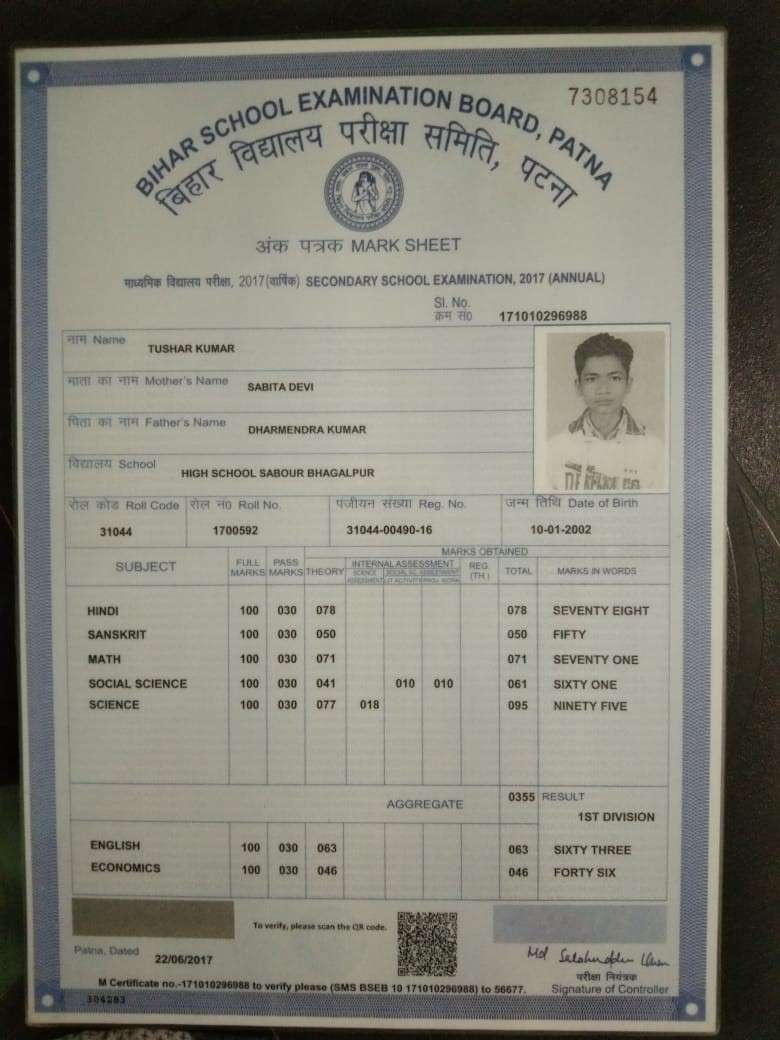 7308154
BIHAR SCHOOL EXAMINATION BOARD, PATNA
बिहार विद्यालय परीक्षा समिति, पटना
अंक पत्रक MARK SHEET
माध्यमिक विद्यालय परीक्षा, 2017(वार्षिक) SECONDARY SCHOOL EXAMINATION, 2017 (ANNUAL)
Sl. No.
क्रम सं0 171010296988
नाम Name TUSHAR KUMAR
माता का नाम Mother's Name SABITA DEVI
पिता का नाम Father's Name DHARMENDRA KUMAR
विद्यालय School HIGH SCHOOL SABOUR BHAGALPUR
रोल कोड Roll Code रोल नं0 Roll No. पंजीयन संख्या Reg. No. जन्म तिथि Date of Birth
31044 1700592 31044-00490-16 10-01-2002
MARKS OBTAINED
SUBJECT FULL MARKS PASS MARKS THEORY INTERNAL ASSESSMENT REG. (TH.) TOTAL MARKS IN WORDS
HINDI 100 030 078 078 SEVENTY EIGHT
SANSKRIT 100 030 050 050 FIFTY
MATH 100 030 071 071 SEVENTY ONE
SOCIAL SCIENCE 100 030 041 010 010 061 SIXTY ONE
SCIENCE 100 030 077 018 095 NINETY FIVE
AGGREGATE 0355 RESULT
1ST DIVISION
ENGLISH 100 030 063 063 SIXTY THREE
ECONOMICS 100 030 046 046 FORTY SIX
To verify, please scan the QR code.
Patna, Dated 22/06/2017
परीक्षा नियंत्रक
Signature of Controller
M Certificate no.-171010296988 to verify please (SMS BSEB 10 171010296988) to 56677.
304283